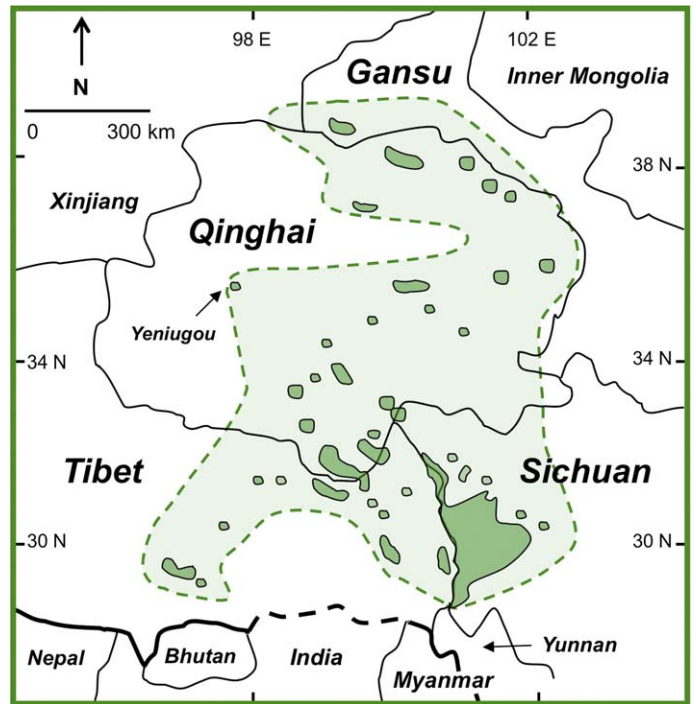 98 E
102 E
N
Gansu
Inner Mongolia
0 300 km
38 N
Xinjiang
Qinghai
Yeniugou
34 N
34 N
Tibet
Sichuan
30 N
30 N
Nepal
Bhutan
India
Myanmar
Yunnan